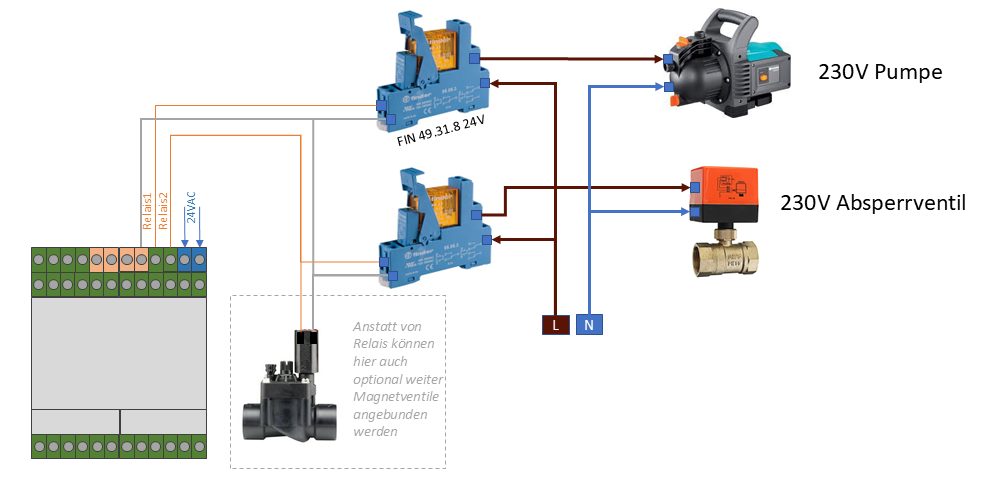 230V Pumpe
FIN 49.31.8 24V
230V Absperrventil
Relais1
Relais2
24VAC
L
N
Anstatt von
Relais können
hier auch
optional weiter
Magnetventile
angebunden
werden